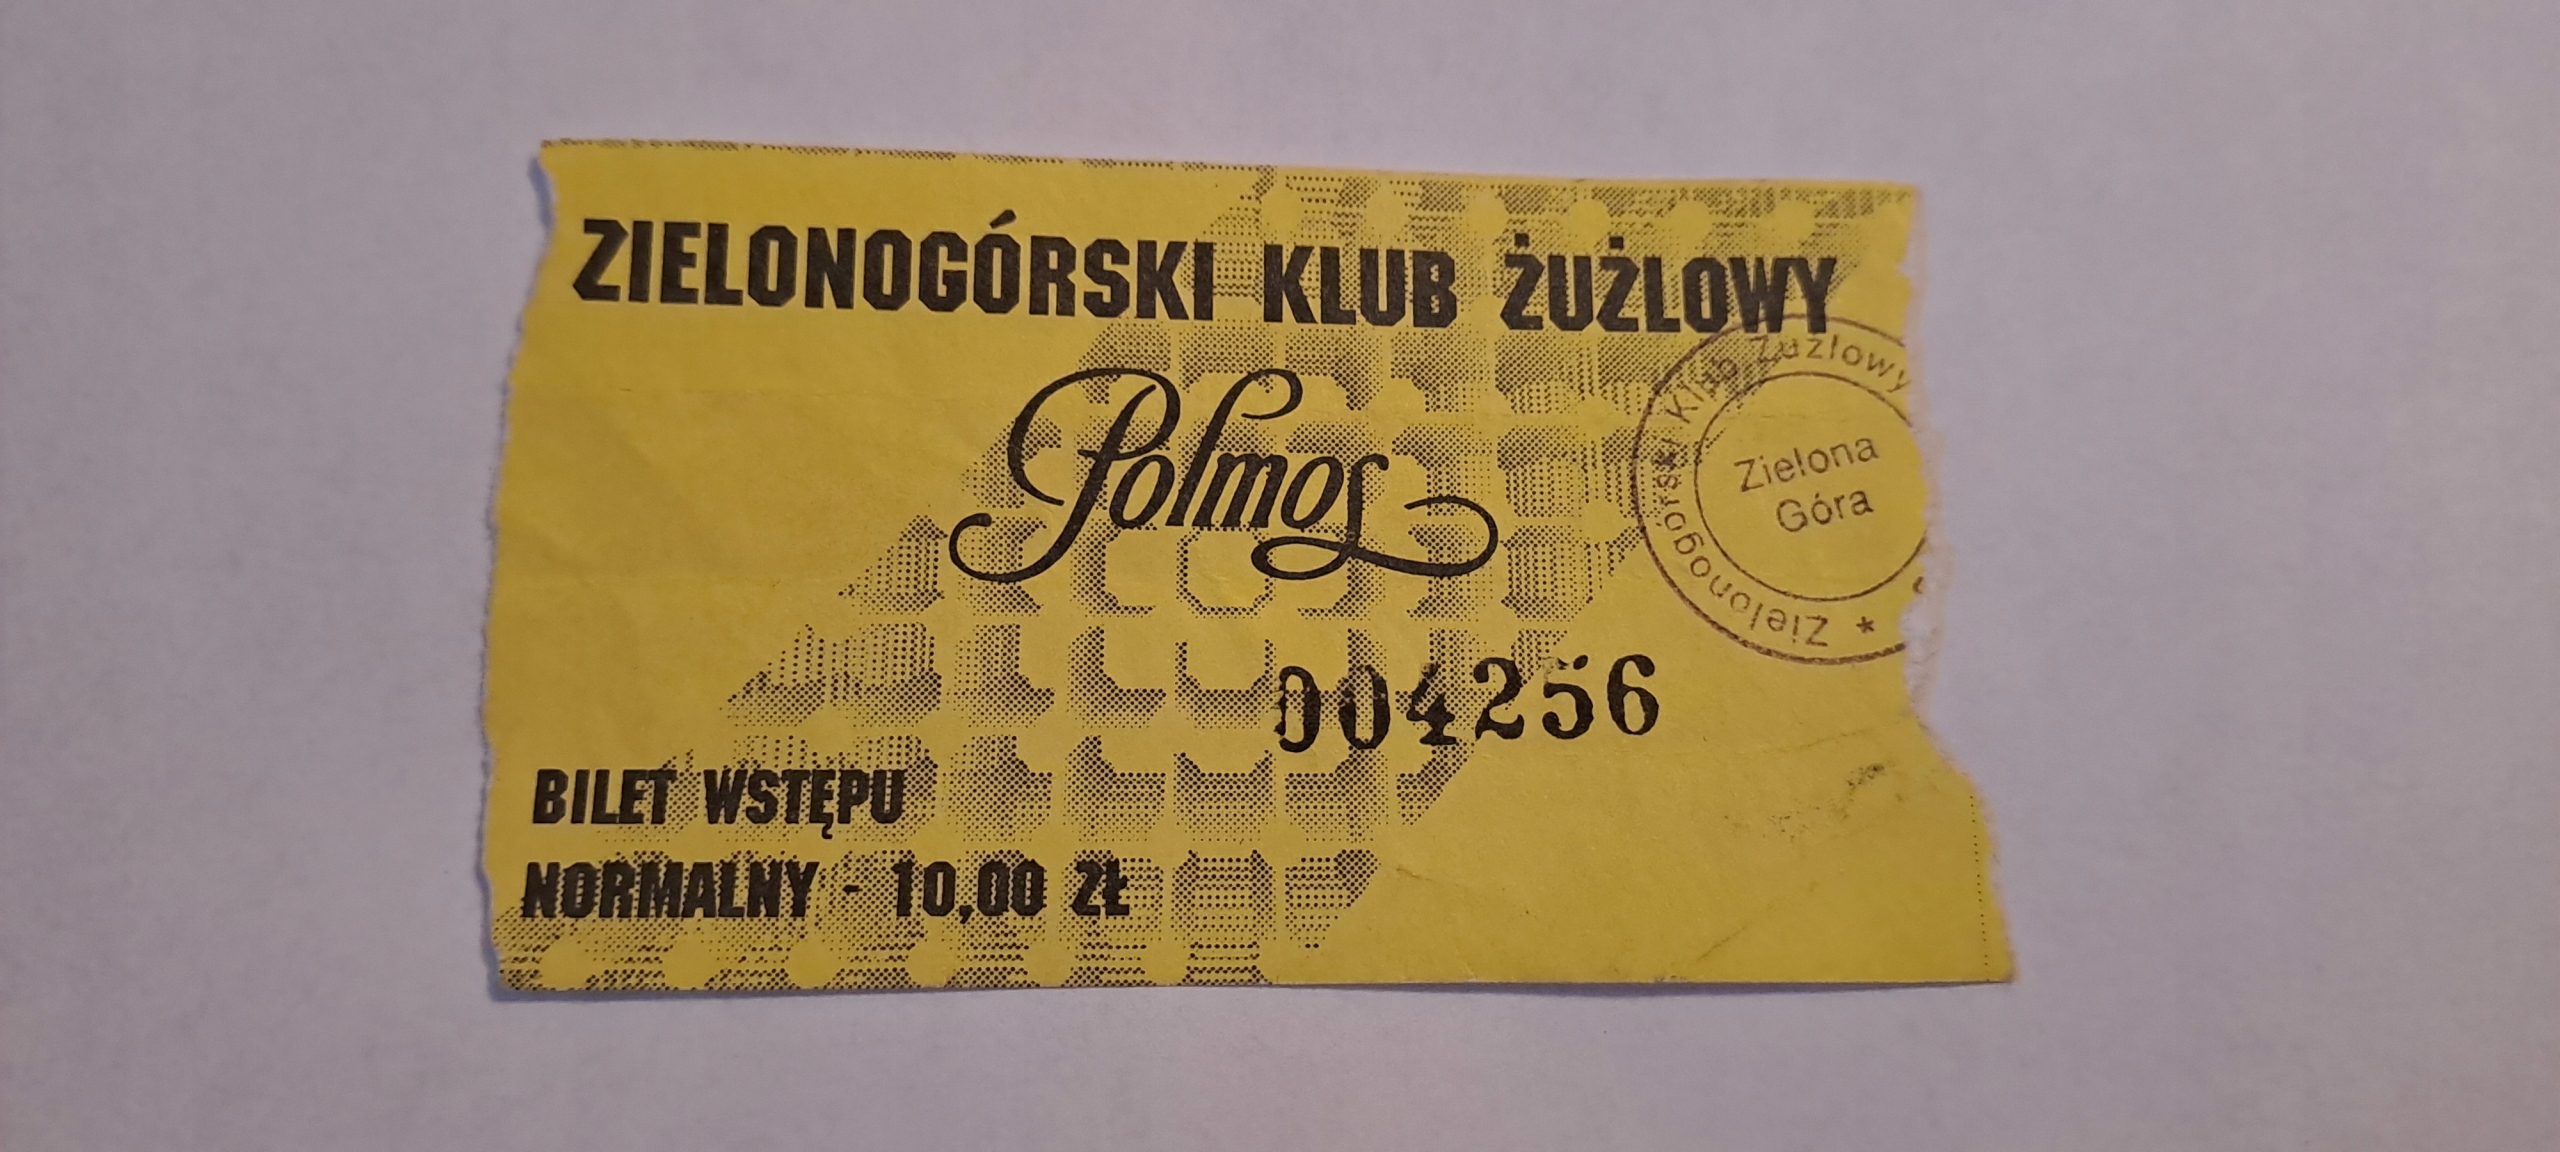 ZIELONOGÓRSKI KLUB ŻUŻLOWY
Polmos
Zielonogórski Klub Żużlowy *
Zielona
Góra
004256
BILET WSTĘPU
NORMALNY - 10,00 ZŁ